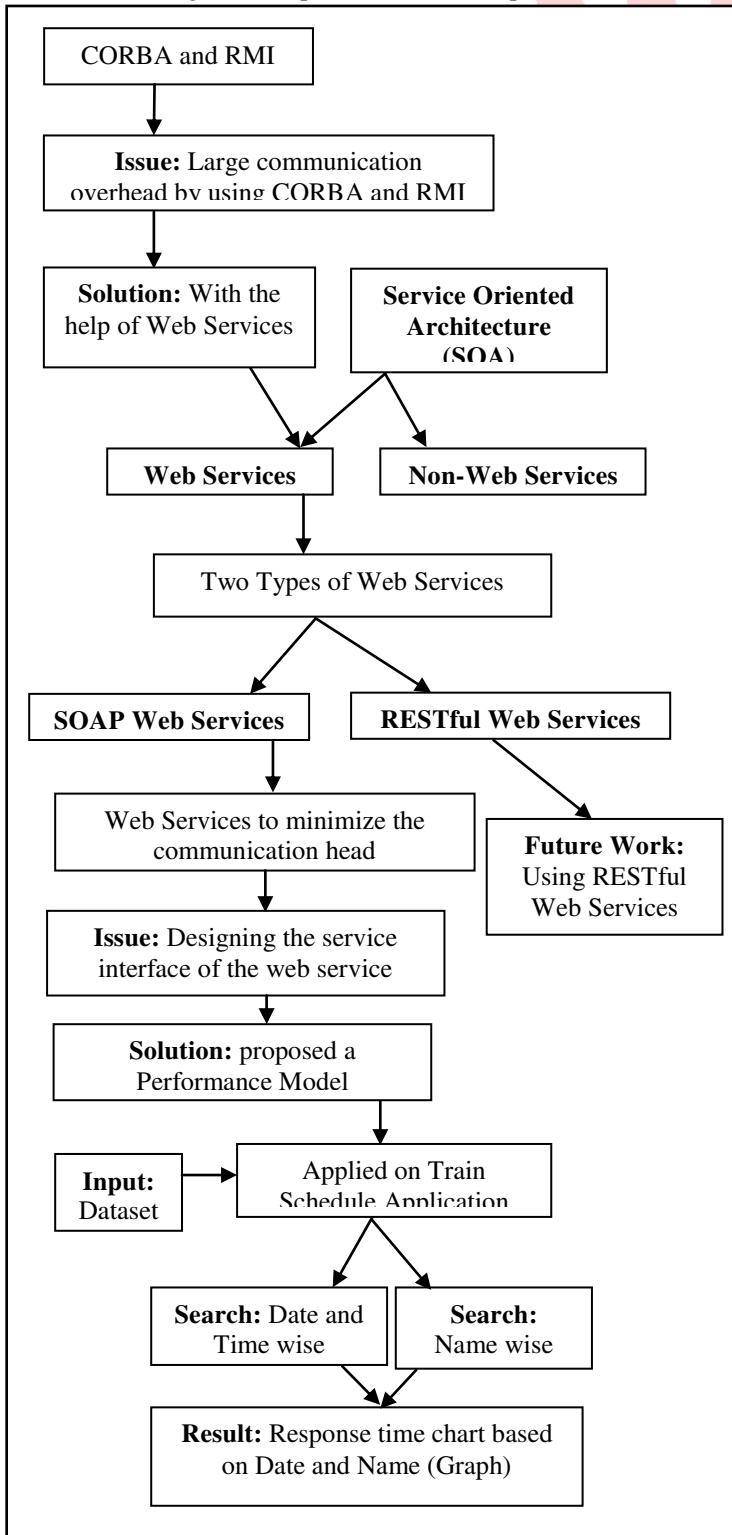 CORBA and RMI
Issue: Large communication
overhead by using CORBA and RMI
Solution: With the
help of Web Services
Service Oriented
Architecture
(SOA)
Web Services
Non-Web Services
Two Types of Web Services
SOAP Web Services
RESTful Web Services
Web Services to minimize the
communication head
Future Work:
Using RESTful
Web Services
Issue: Designing the service
interface of the web service
Solution: proposed a
Performance Model
Input:
Dataset
Applied on Train
Schedule Application
Search: Date and
Time wise
Search:
Name wise
Result: Response time chart based
on Date and Name (Graph)